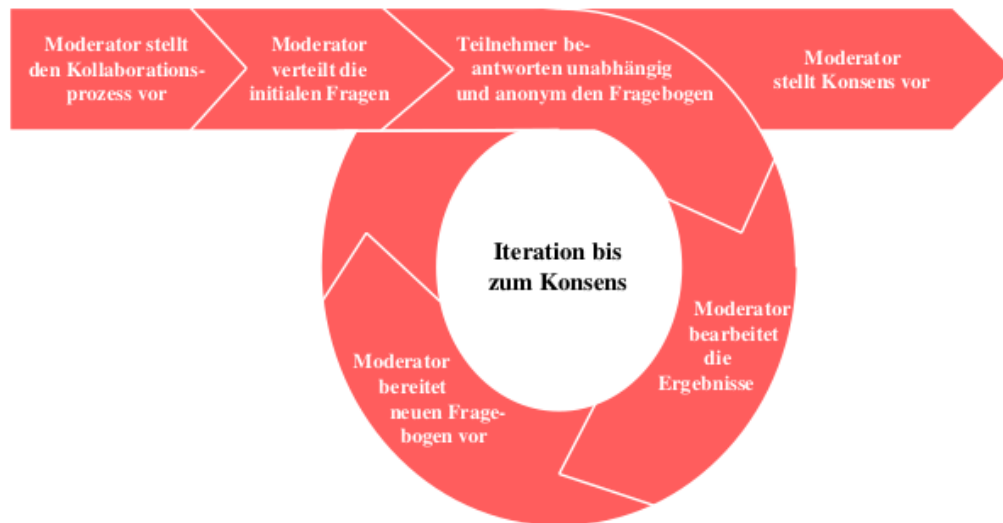 Moderator stellt
den Kollaborations-
prozess vor
Moderator
verteilt die
initialen Fragen
Teilnehmer be-
antworten unabhängig
und anonym den Fragebogen
Moderator
stellt Konsens vor
Iteration bis
zum Konsens
Moderator
bearbeitet
die
Ergebnisse
Moderator
bereitet
neuen Frage-
bogen vor